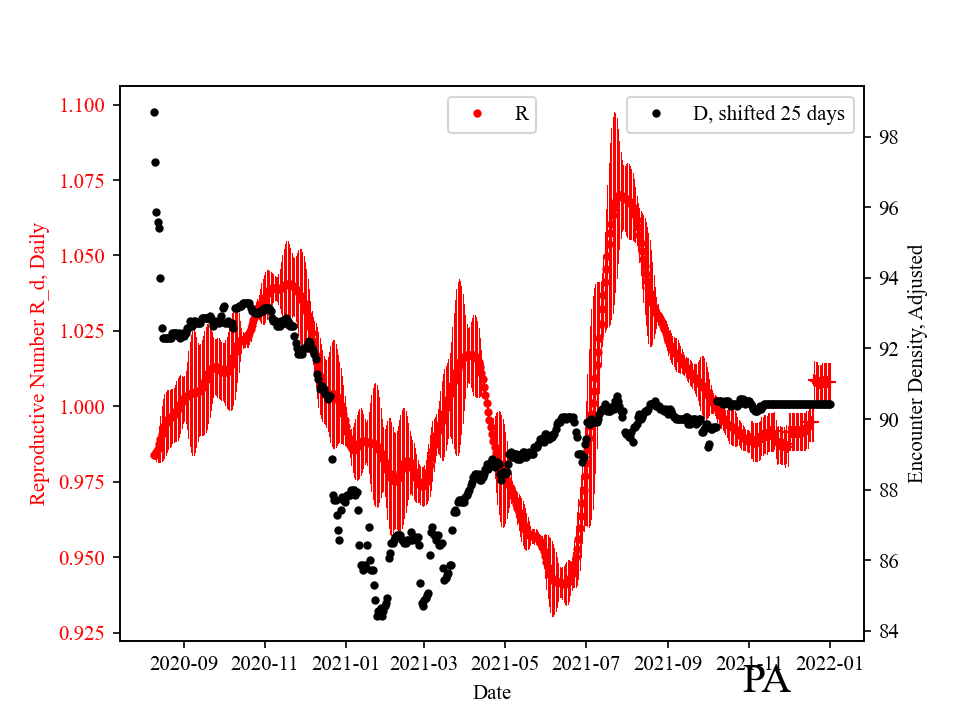 R
D, shifted 25 days
1.100
1.075
1.050
1.025
1.000
0.975
0.950
0.925
Reproductive Number R_d, Daily
98
96
94
92
90
88
86
84
Encounter Density, Adjusted
2020-09 2020-11 2021-01 2021-03 2021-05 2021-07 2021-09 2021-11 2022-01
Date
PA